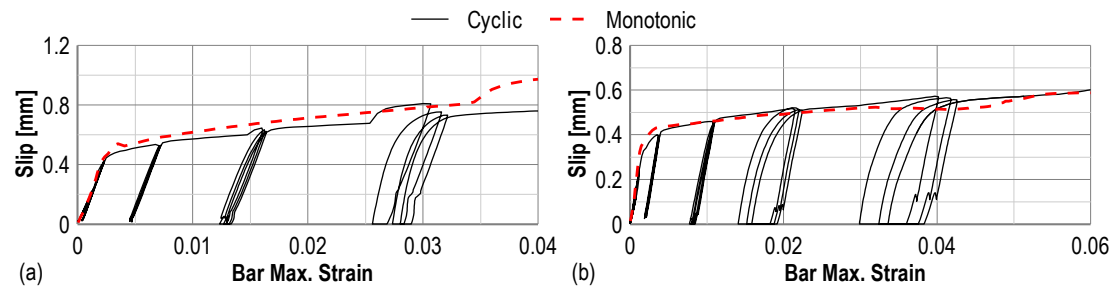 Cyclic Monotonic
1.2
0.8
0.4
0
Slip [mm]
0 0.01 0.02 0.03 0.04
Bar Max. Strain
(a)
0.8
0.6
0.4
0.2
0
Slip [mm]
0 0.02 0.04 0.06
Bar Max. Strain
(b)